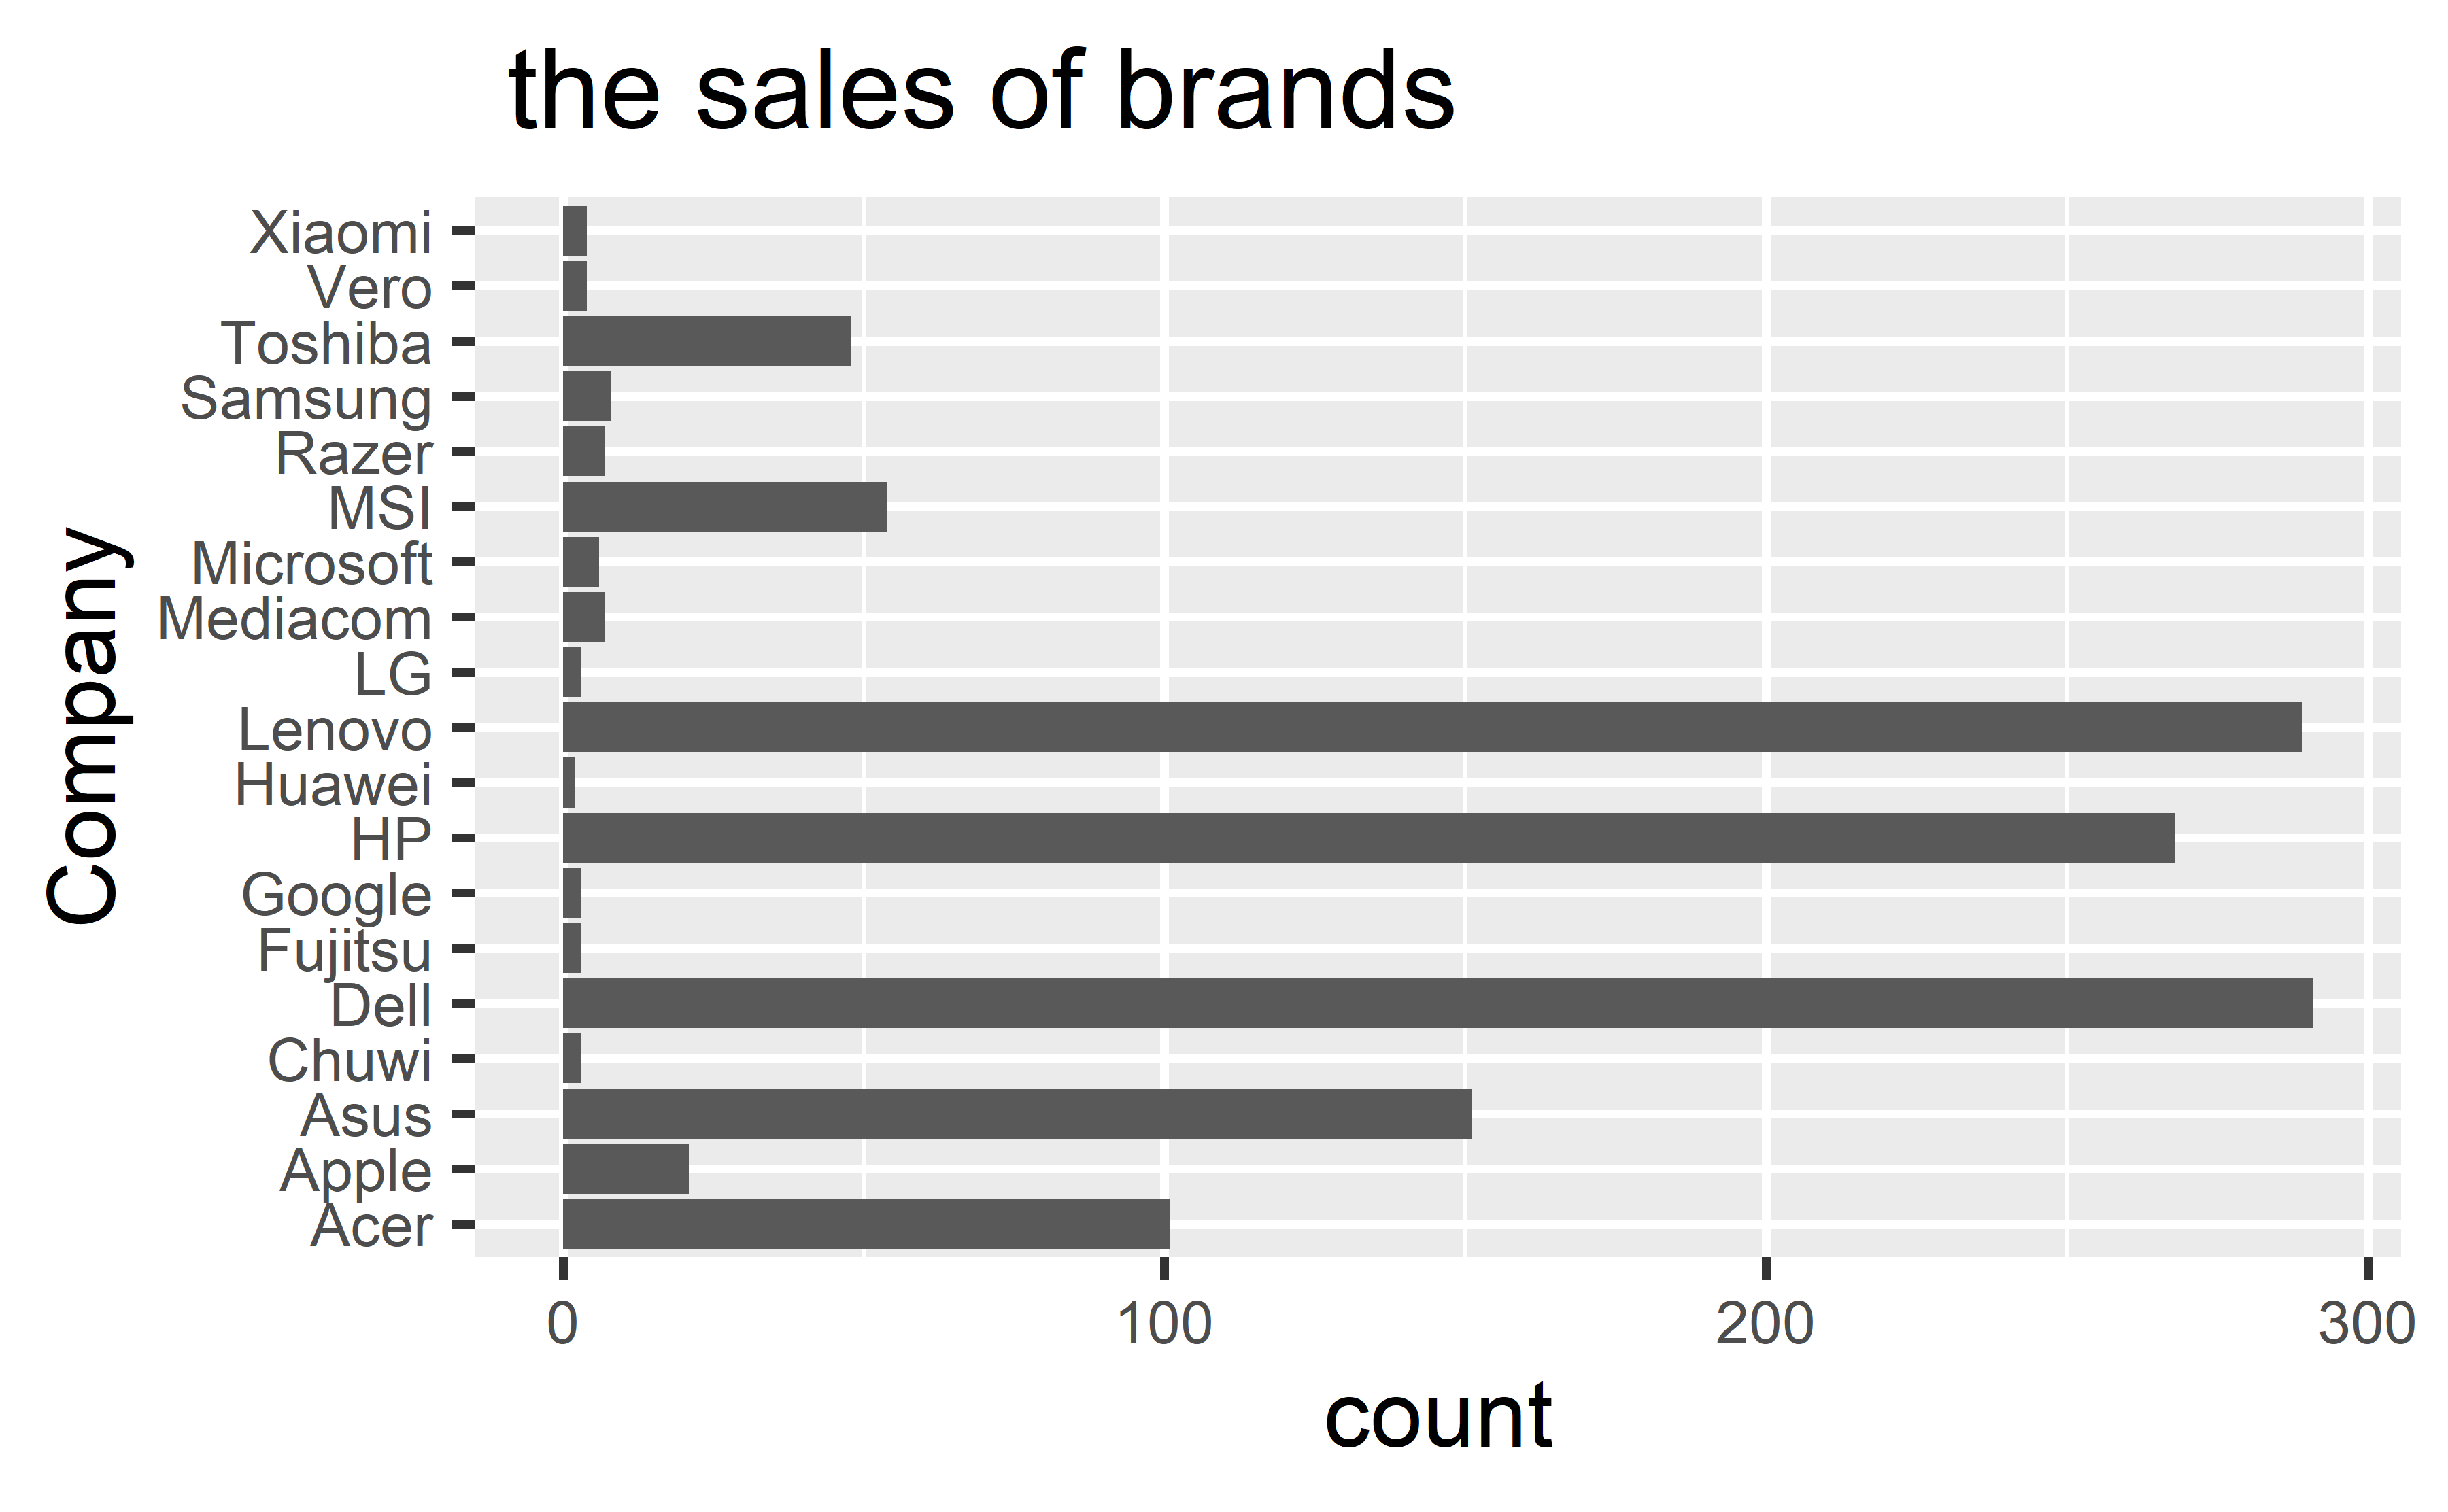 the sales of brands
Company
Xiaomi
Vero
Toshiba
Samsung
Razer
MSI
Microsoft
Mediacom
LG
Lenovo
Huawei
HP
Google
Fujitsu
Dell
Chuwi
Asus
Apple
Acer
0 100 200 300
count